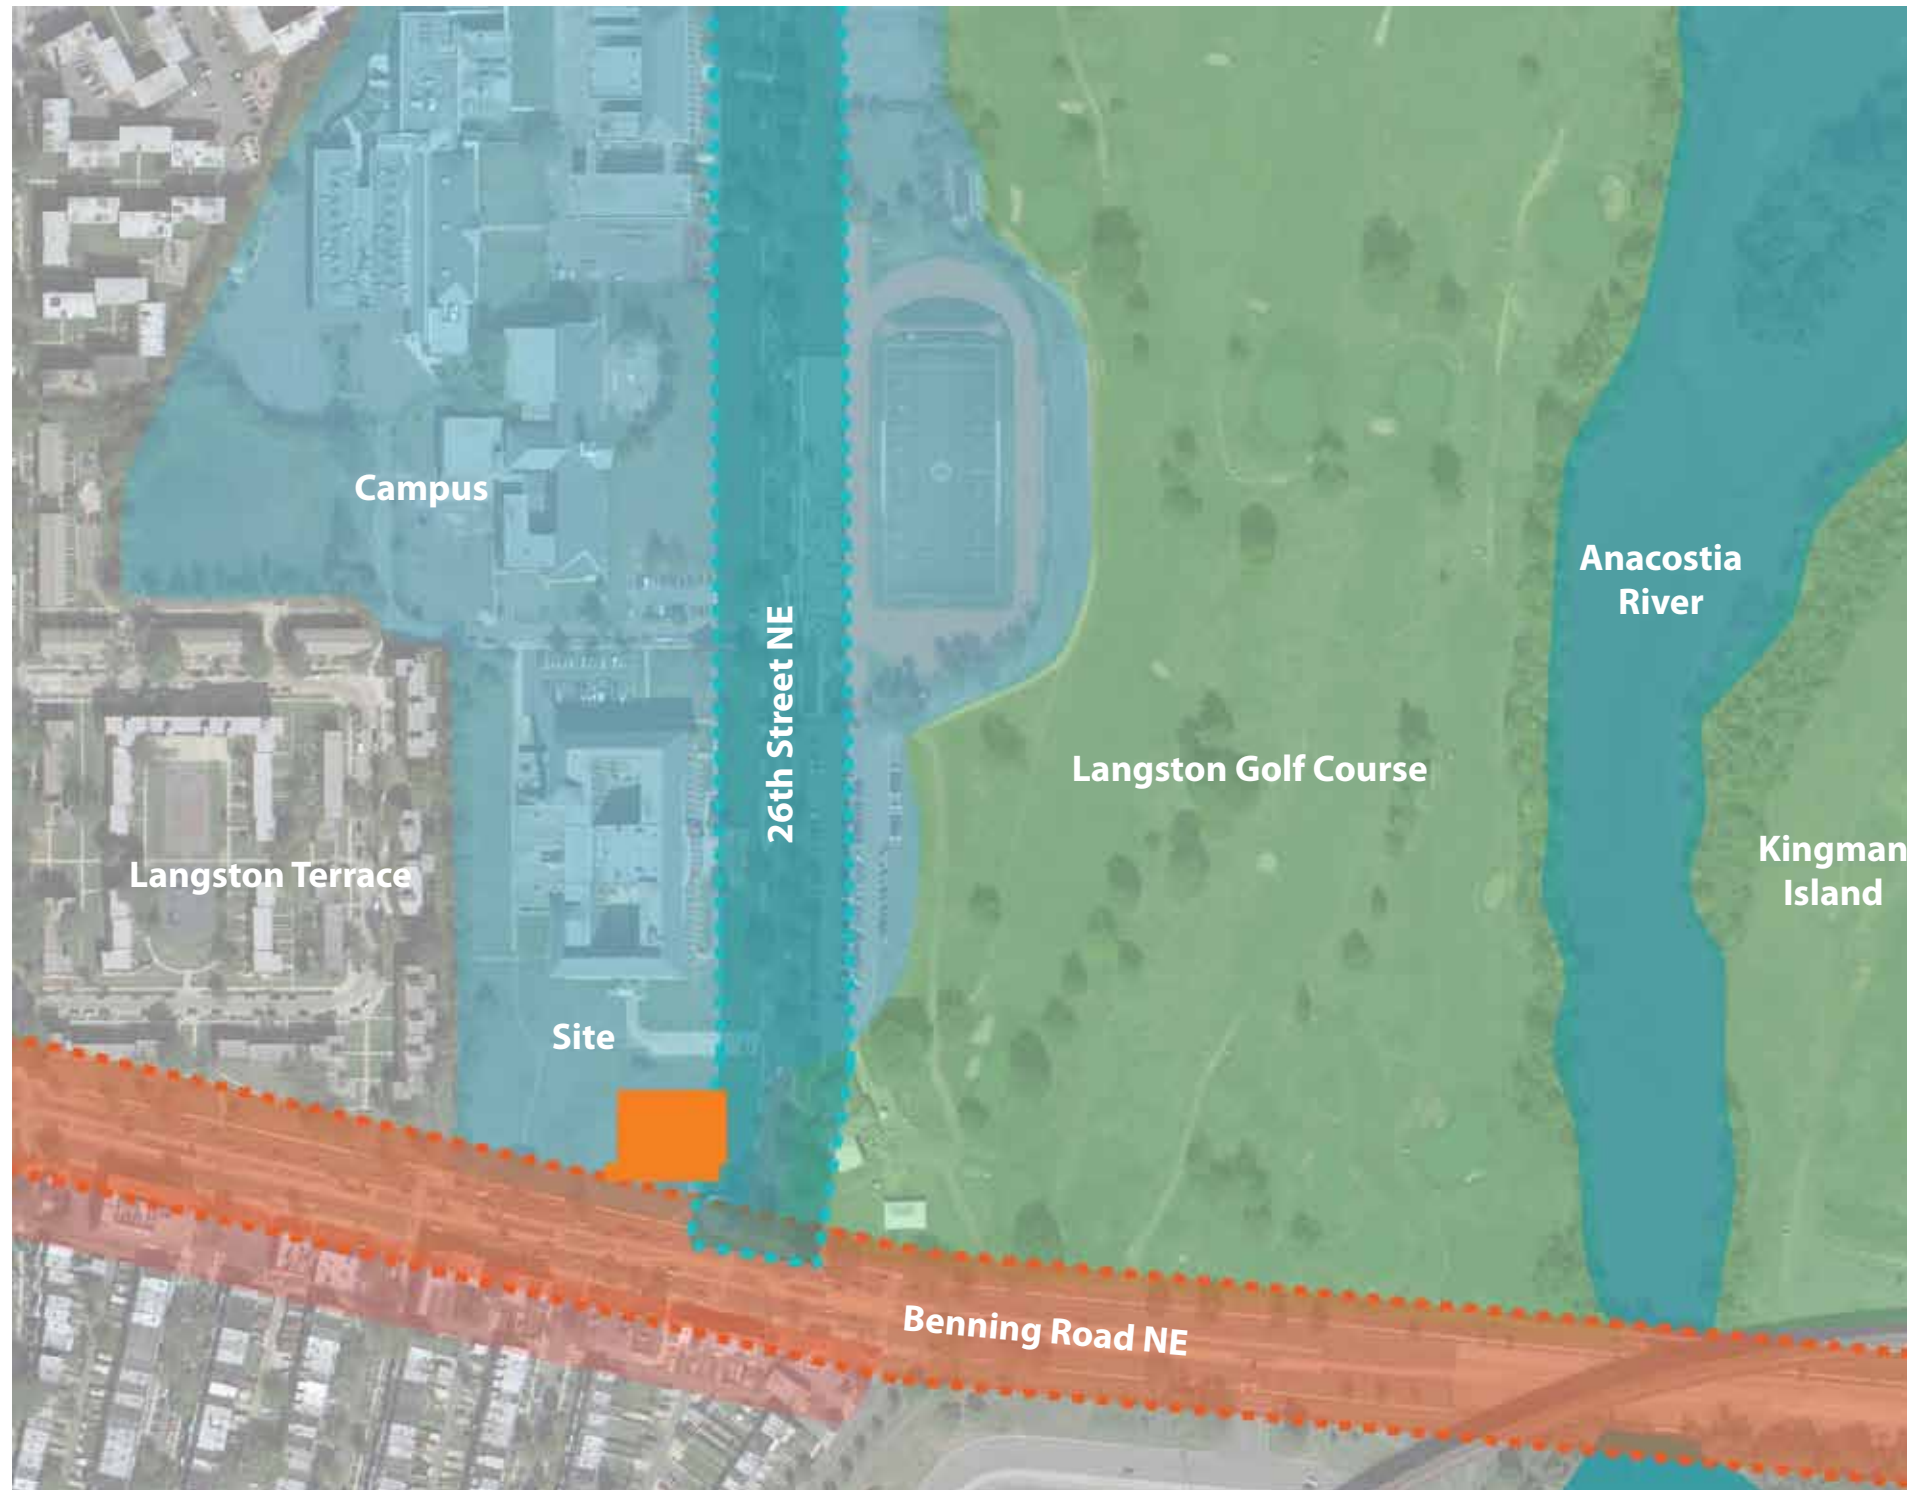 Campus
Anacostia
River
26th Street NE
Langston Golf Course
Kingman
Island
Langston Terrace
Site
Benning Road NE